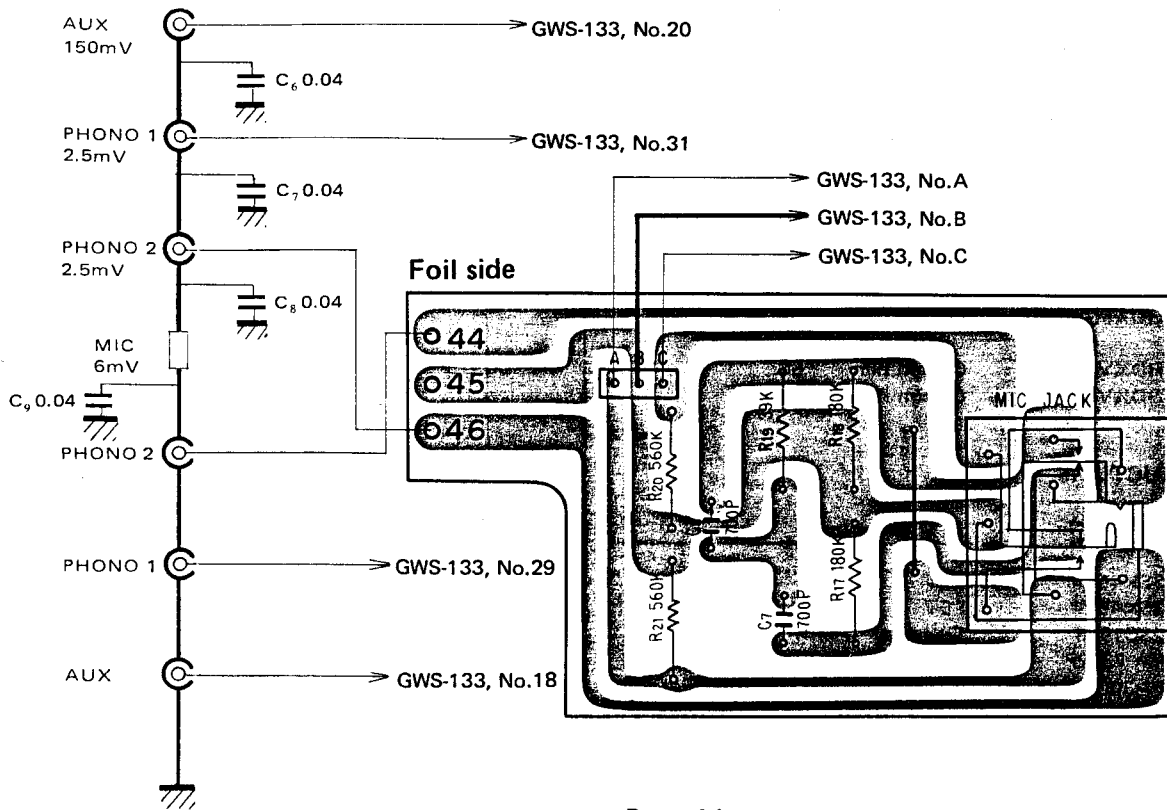 AUX
150mV
GWS-133, No.20
C₆ 0.04
PHONO 1
2.5mV
GWS-133, No.31
C₇ 0.04
GWS-133, No.A
GWS-133, No.B
GWS-133, No.C
PHONO 2
2.5mV
Foil side
C₈ 0.04
44
MIC
6mV
A B C
45
C₉ 0.04
MIC JACK
46
PHONO 2
R₂₀ 560K
R₁₈ 180K
700P
R₁₇ 180K
PHONO 1
GWS-133, No.29
R₂₁ 560K
C₇
700P
AUX
GWS-133, No.18